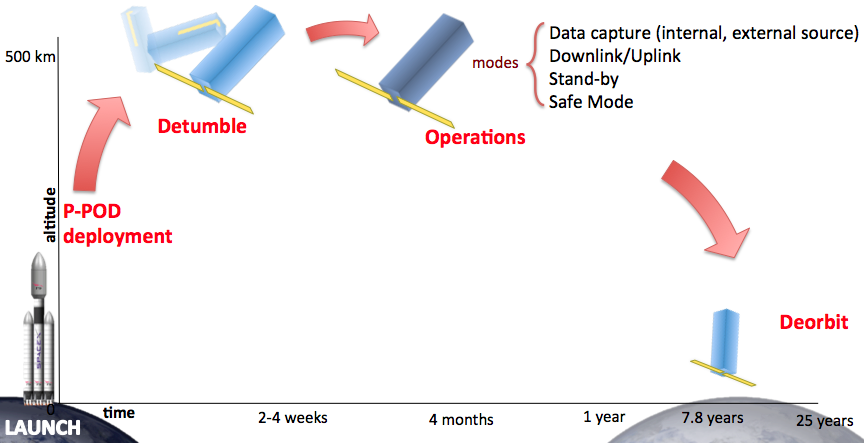 500 km
altitude
P-POD
deployment
Detumble
Operations
modes
Data capture (internal, external source)
Downlink/Uplink
Stand-by
Safe Mode
Deorbit
SPACEX
0
LAUNCH
time
2-4 weeks
4 months
1 year
7.8 years
25 years